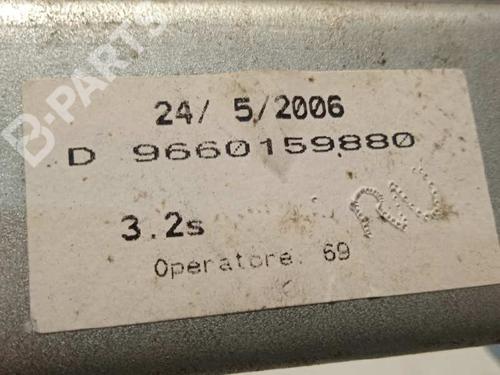 B-PARTS
24/ 5/2006
D 9660159880
3.2s
Operatore: 69